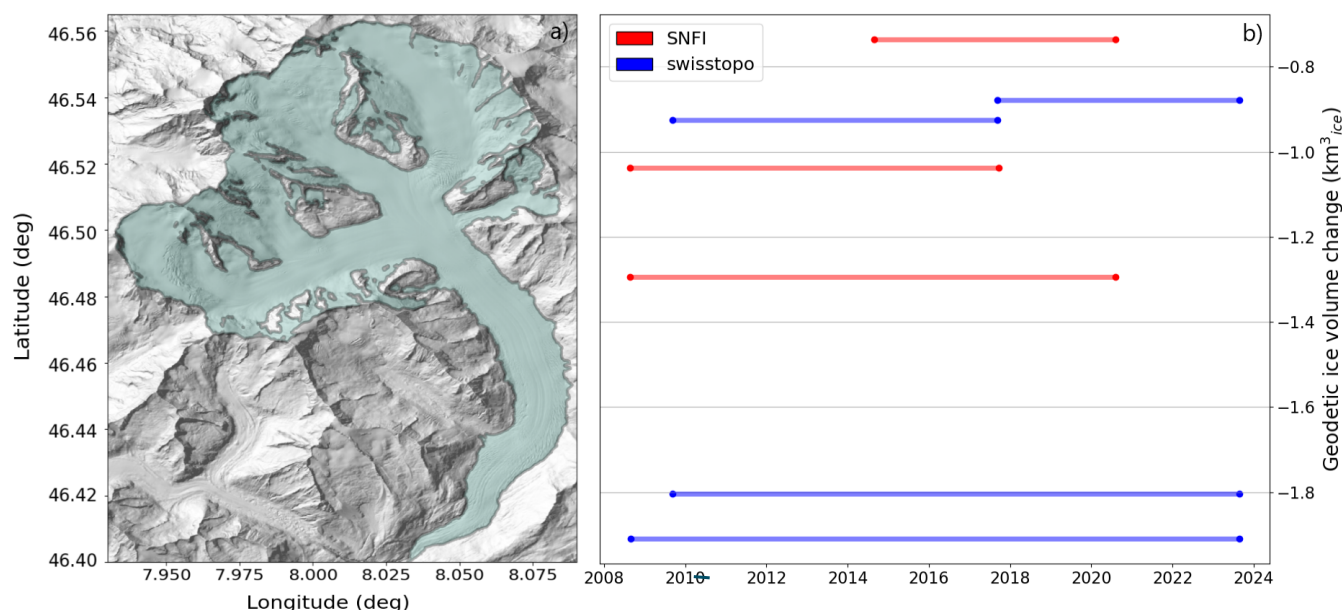 a)
46.56
46.54
46.52
46.50
46.48
46.46
46.44
46.42
46.40
Latitude (deg)
7.950 7.975 8.000 8.025 8.050 8.075
Longitude (deg)
b)
SNFI
swisstopo
−0.8
−1.0
−1.2
−1.4
−1.6
−1.8
Geodetic ice volume change (km³ice)
2008 2010 2012 2014 2016 2018 2020 2022 2024